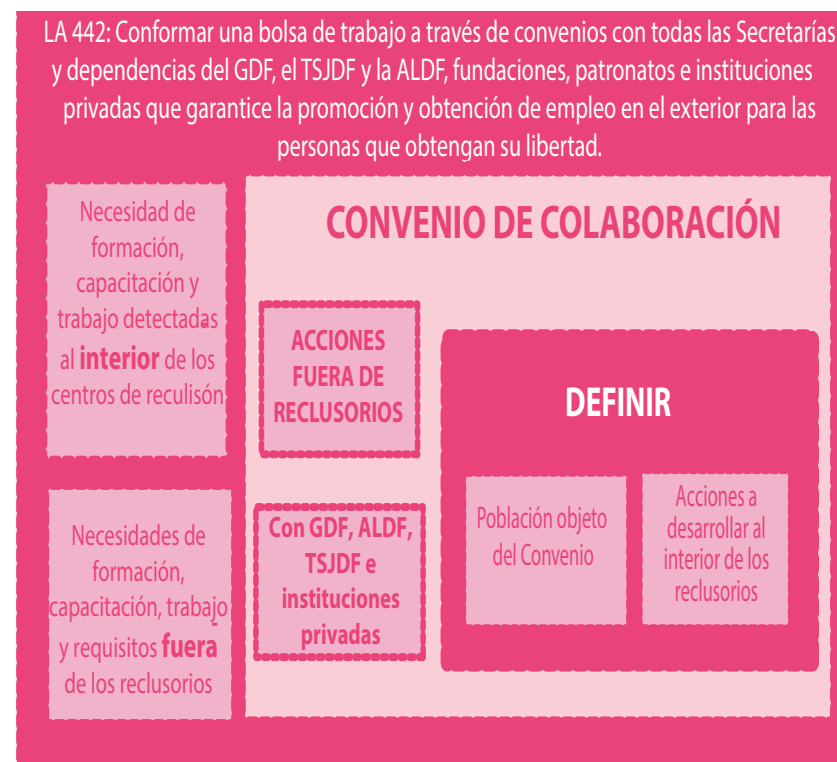 LA 442: Conformar una bolsa de trabajo a través de convenios con todas las Secretarías
y dependencias del GDF, el TSJDF y la ALDF, fundaciones, patronatos e instituciones
privadas que garantice la promoción y obtención de empleo en el exterior para las
personas que obtengan su libertad.
Necesidad de
formación,
capacitación y
trabajo detectadas
al interior de los
centros de reculisón
Necesidades de
formación,
capacitación, trabajo
y requisitos fuera
de los reclusorios
CONVENIO DE COLABORACIÓN
ACCIONES
FUERA DE
RECLUSORIOS
Con GDF, ALDF,
TSJDF e
instituciones
privadas
DEFINIR
Población objeto
del Convenio
Acciones a
desarrollar al
interior de los
reclusorios